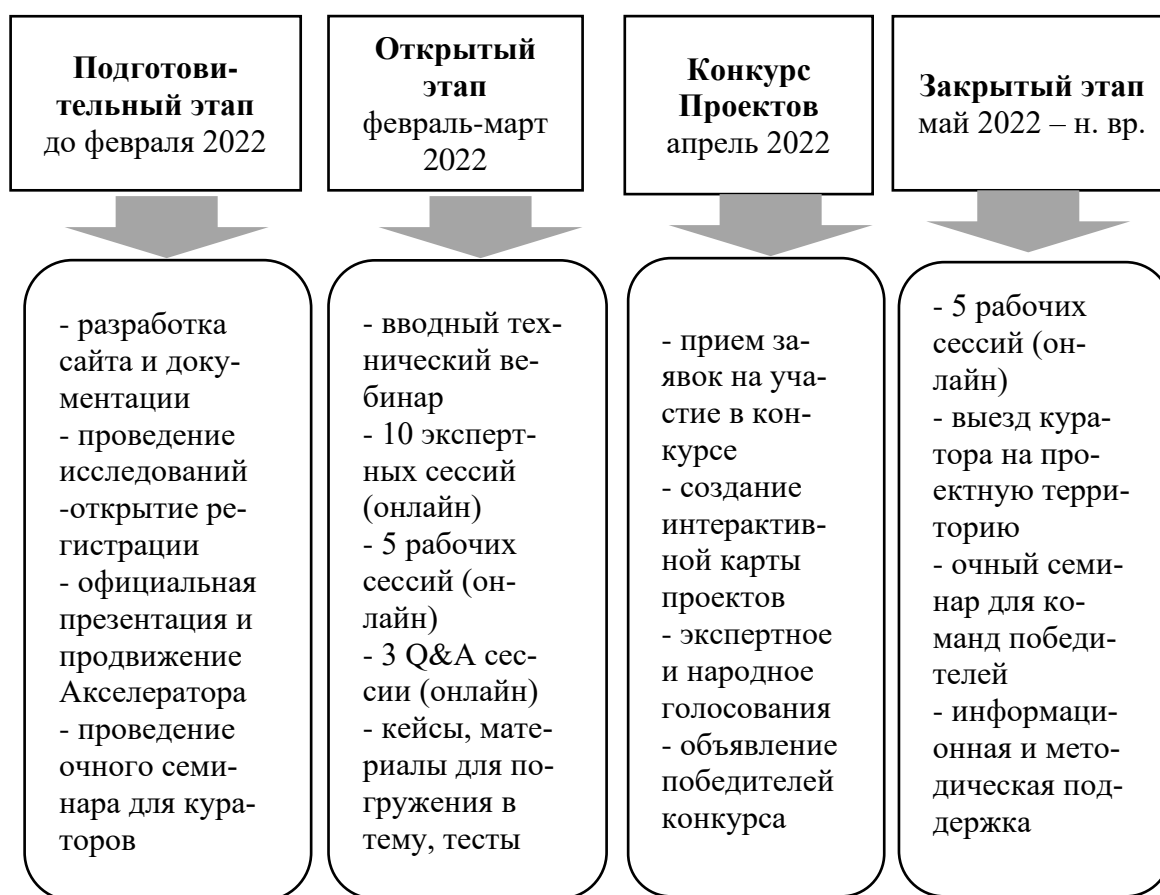 Подготови-
тельный этап
до февраля 2022
Открытый
этап
февраль-март
2022
Конкурс
Проектов
апрель 2022
Закрытый этап
май 2022 – н. вр.
- разработка
сайта и доку-
ментации
- проведение
исследований
-открытие ре-
гистрации
- официальная
презентация и
продвижение
Акселератора
- проведение
очного семи-
нара для кура-
торов
- вводный тех-
нический ве-
бинар
- 10 эксперт-
ных сессий
(онлайн)
- 5 рабочих
сессий (он-
лайн)
- 3 Q&A сес-
сии (онлайн)
- кейсы, мате-
риалы для по-
гружения в
тему, тесты
- прием за-
явок на уча-
стие в кон-
курсе
- создание
интерактив-
ной карты
проектов
- экспертное
и народное
голосования
- объявление
победителей
конкурса
- 5 рабочих
сессий (он-
лайн)
- выезд кура-
тора на про-
ектную терри-
торию
- очный семи-
нар для ко-
манд победи-
телей
- информаци-
онная и мето-
дическая под-
держка